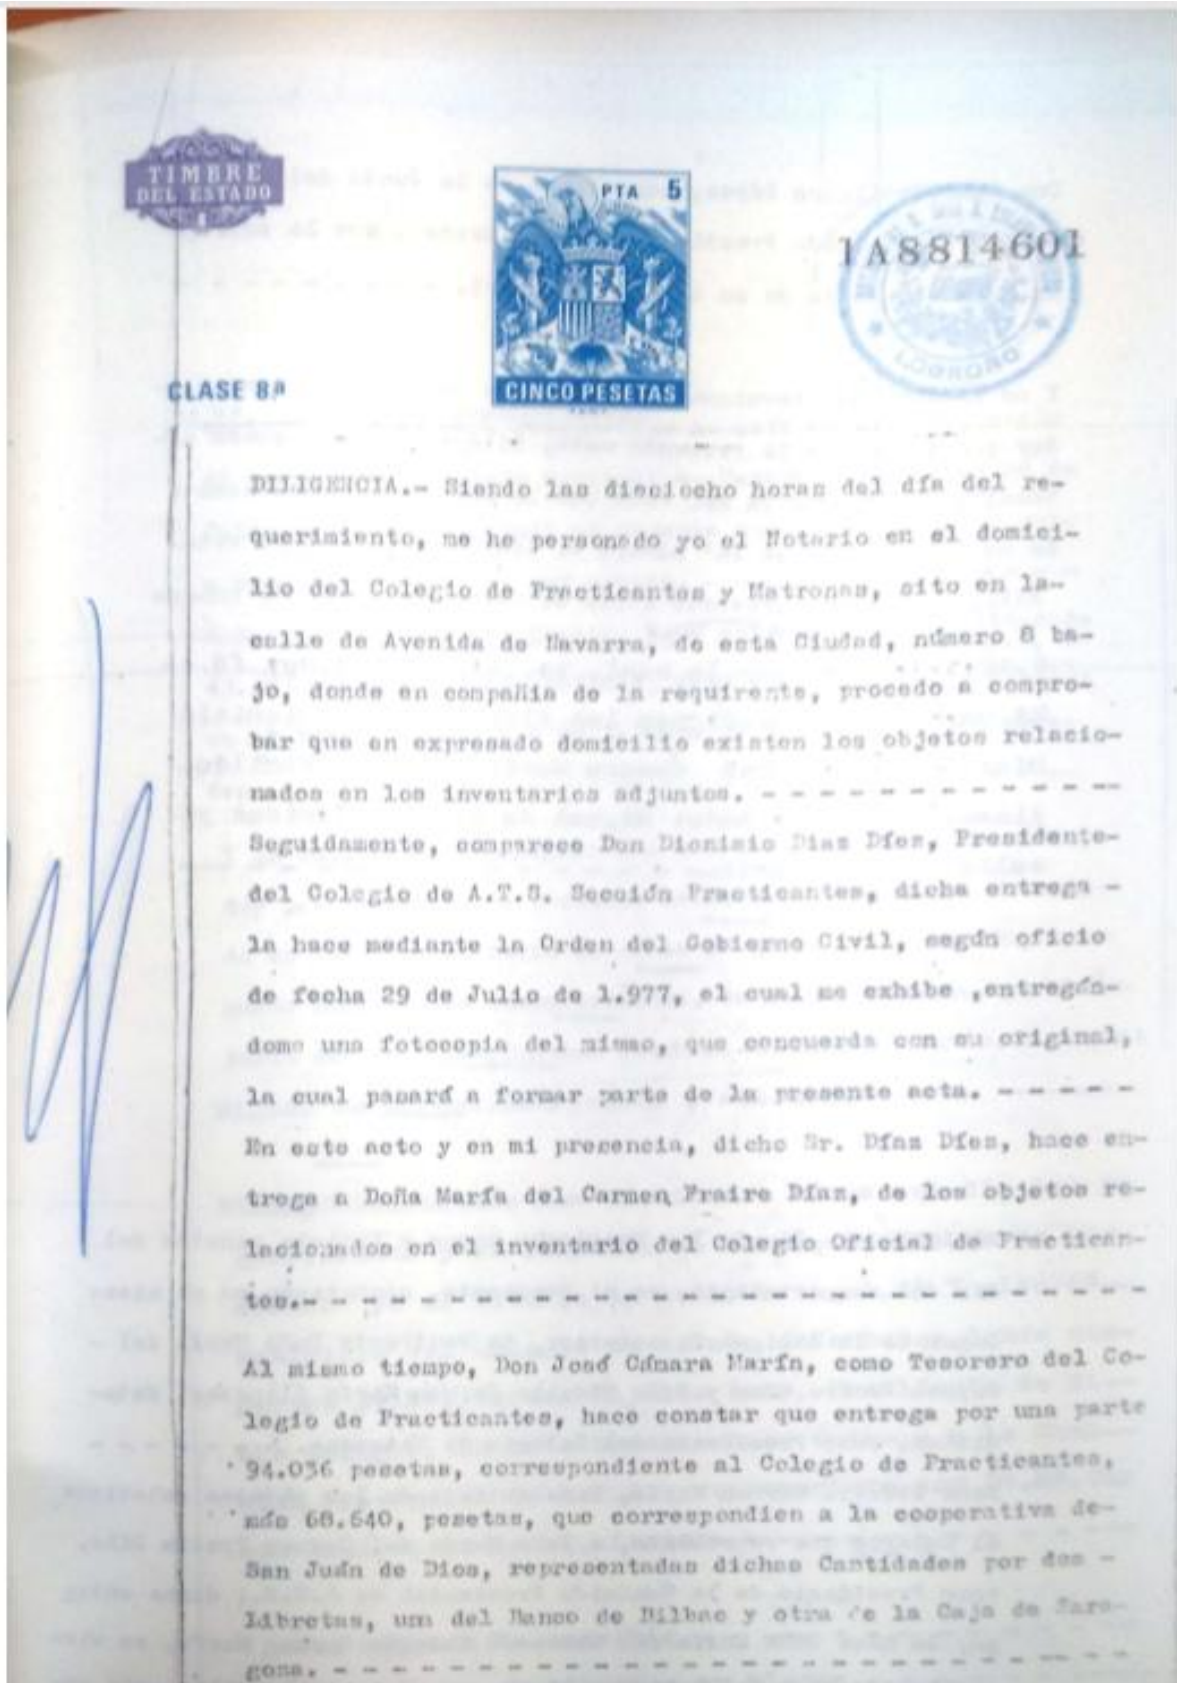 TIMBRE
DEL ESTADO
PTA 5
1A8814601
LOGROÑO
CLASE 8ª
CINCO PESETAS
DILIGENCIA.- Siendo las dieciocho horas del día del re-
querimiento, me he personado yo el Notario en el domici-
lio del Colegio de Practicantes y Matronas, sito en la-
calle de Avenida de Navarra, de esta Ciudad, número 8 ba-
jo, donde en compañia de la requirente, procedo a compro-
bar que en expresado domicilio existen los objetos relacio-
nados en los inventarios adjuntos. - - - - - - - - - - - - -
Seguidamente, comparece Don Dionisio Dias Díez, Presidente-
del Colegio de A.T.S. Sección Practicantes, dicha entrega -
la hace mediante la Orden del Gobierno Civil, según oficio
de fecha 29 de Julio de 1.977, el cual me exhibe ,entregán-
dome una fotocopia del mismo, que concuerda con su original,
la cual pasará a formar parte de la presente acta. - - - - -
En este acto y en mi presencia, dicho Sr. Días Díez, hace en-
trega a Doña María del Carmen Fraire Díaz, de los objetos re-
lacionados en el inventario del Colegio Oficial de Practican-
tes.- - - - - - - - - - - - - - - - - - - - - - - - - - - - -
Al mismo tiempo, Don José Cámara Marín, como Tesorero del Co-
legio de Practicantes, hace constar que entrega por una parte
94.036 pesetas, correspondiente al Colegio de Practicantes,
más 68.640, pesetas, que correspondien a la cooperativa de-
San Juán de Dios, representadas dichas Cantidades por dos -
Libretas, una del Banco de Bilbao y otra de la Caja de Zara-
goza. - - - - - - - - - - - - - - - - - - - - - - - - - - - -